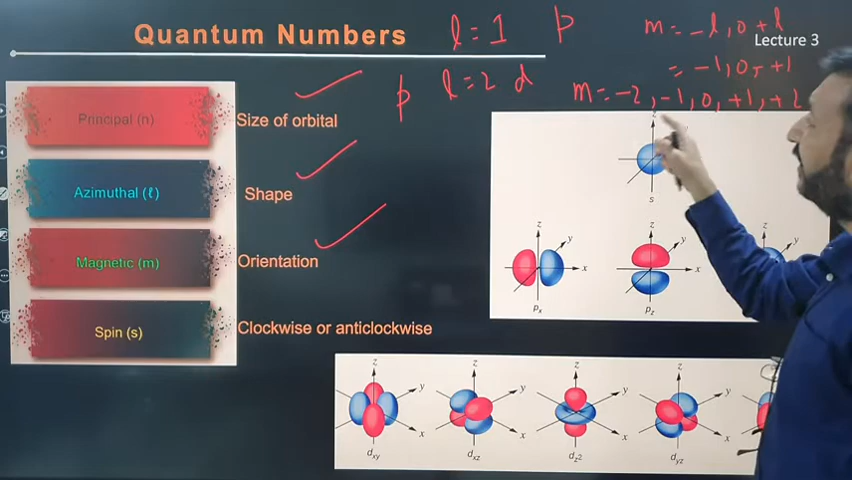 Quantum Numbers
l = 1 p
m = -l, 0 + l
Lecture 3
= -1, 0, +1
p l = 2 d
m = -2, -1, 0, +1, +2
Principal (n)
Size of orbital
Azimuthal (ℓ)
Shape
Magnetic (m)
Orientation
Spin (s)
Clockwise or anticlockwise
z
s
z y x
px
z y x
pz
z
z y x
dxy
z y x
dxz
z y x
dz2
z y x
dyz